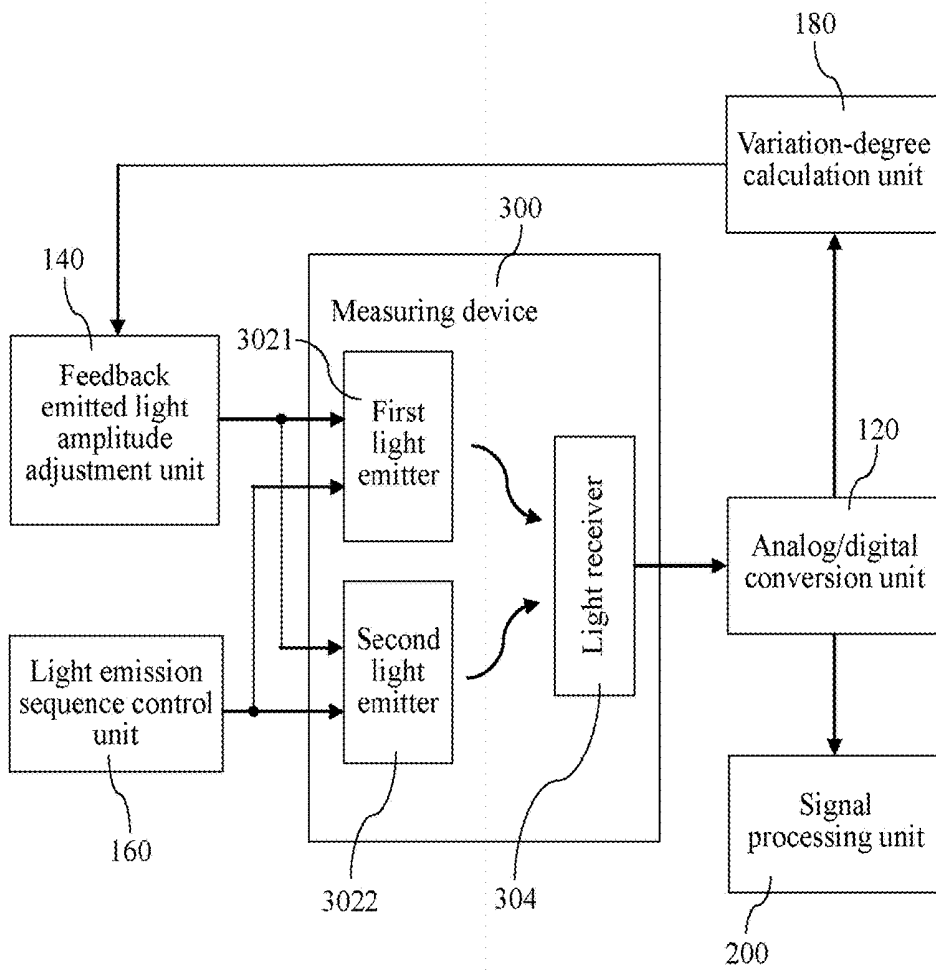 180
Variation-degree
calculation unit
300
140
Measuring device
3021
Feedback
emitted light
amplitude
adjustment unit
First
light
emitter
120
Light receiver
Analog/digital
conversion unit
Second
light
emitter
Light emission
sequence control
unit
Signal
processing unit
160
3022
304
200